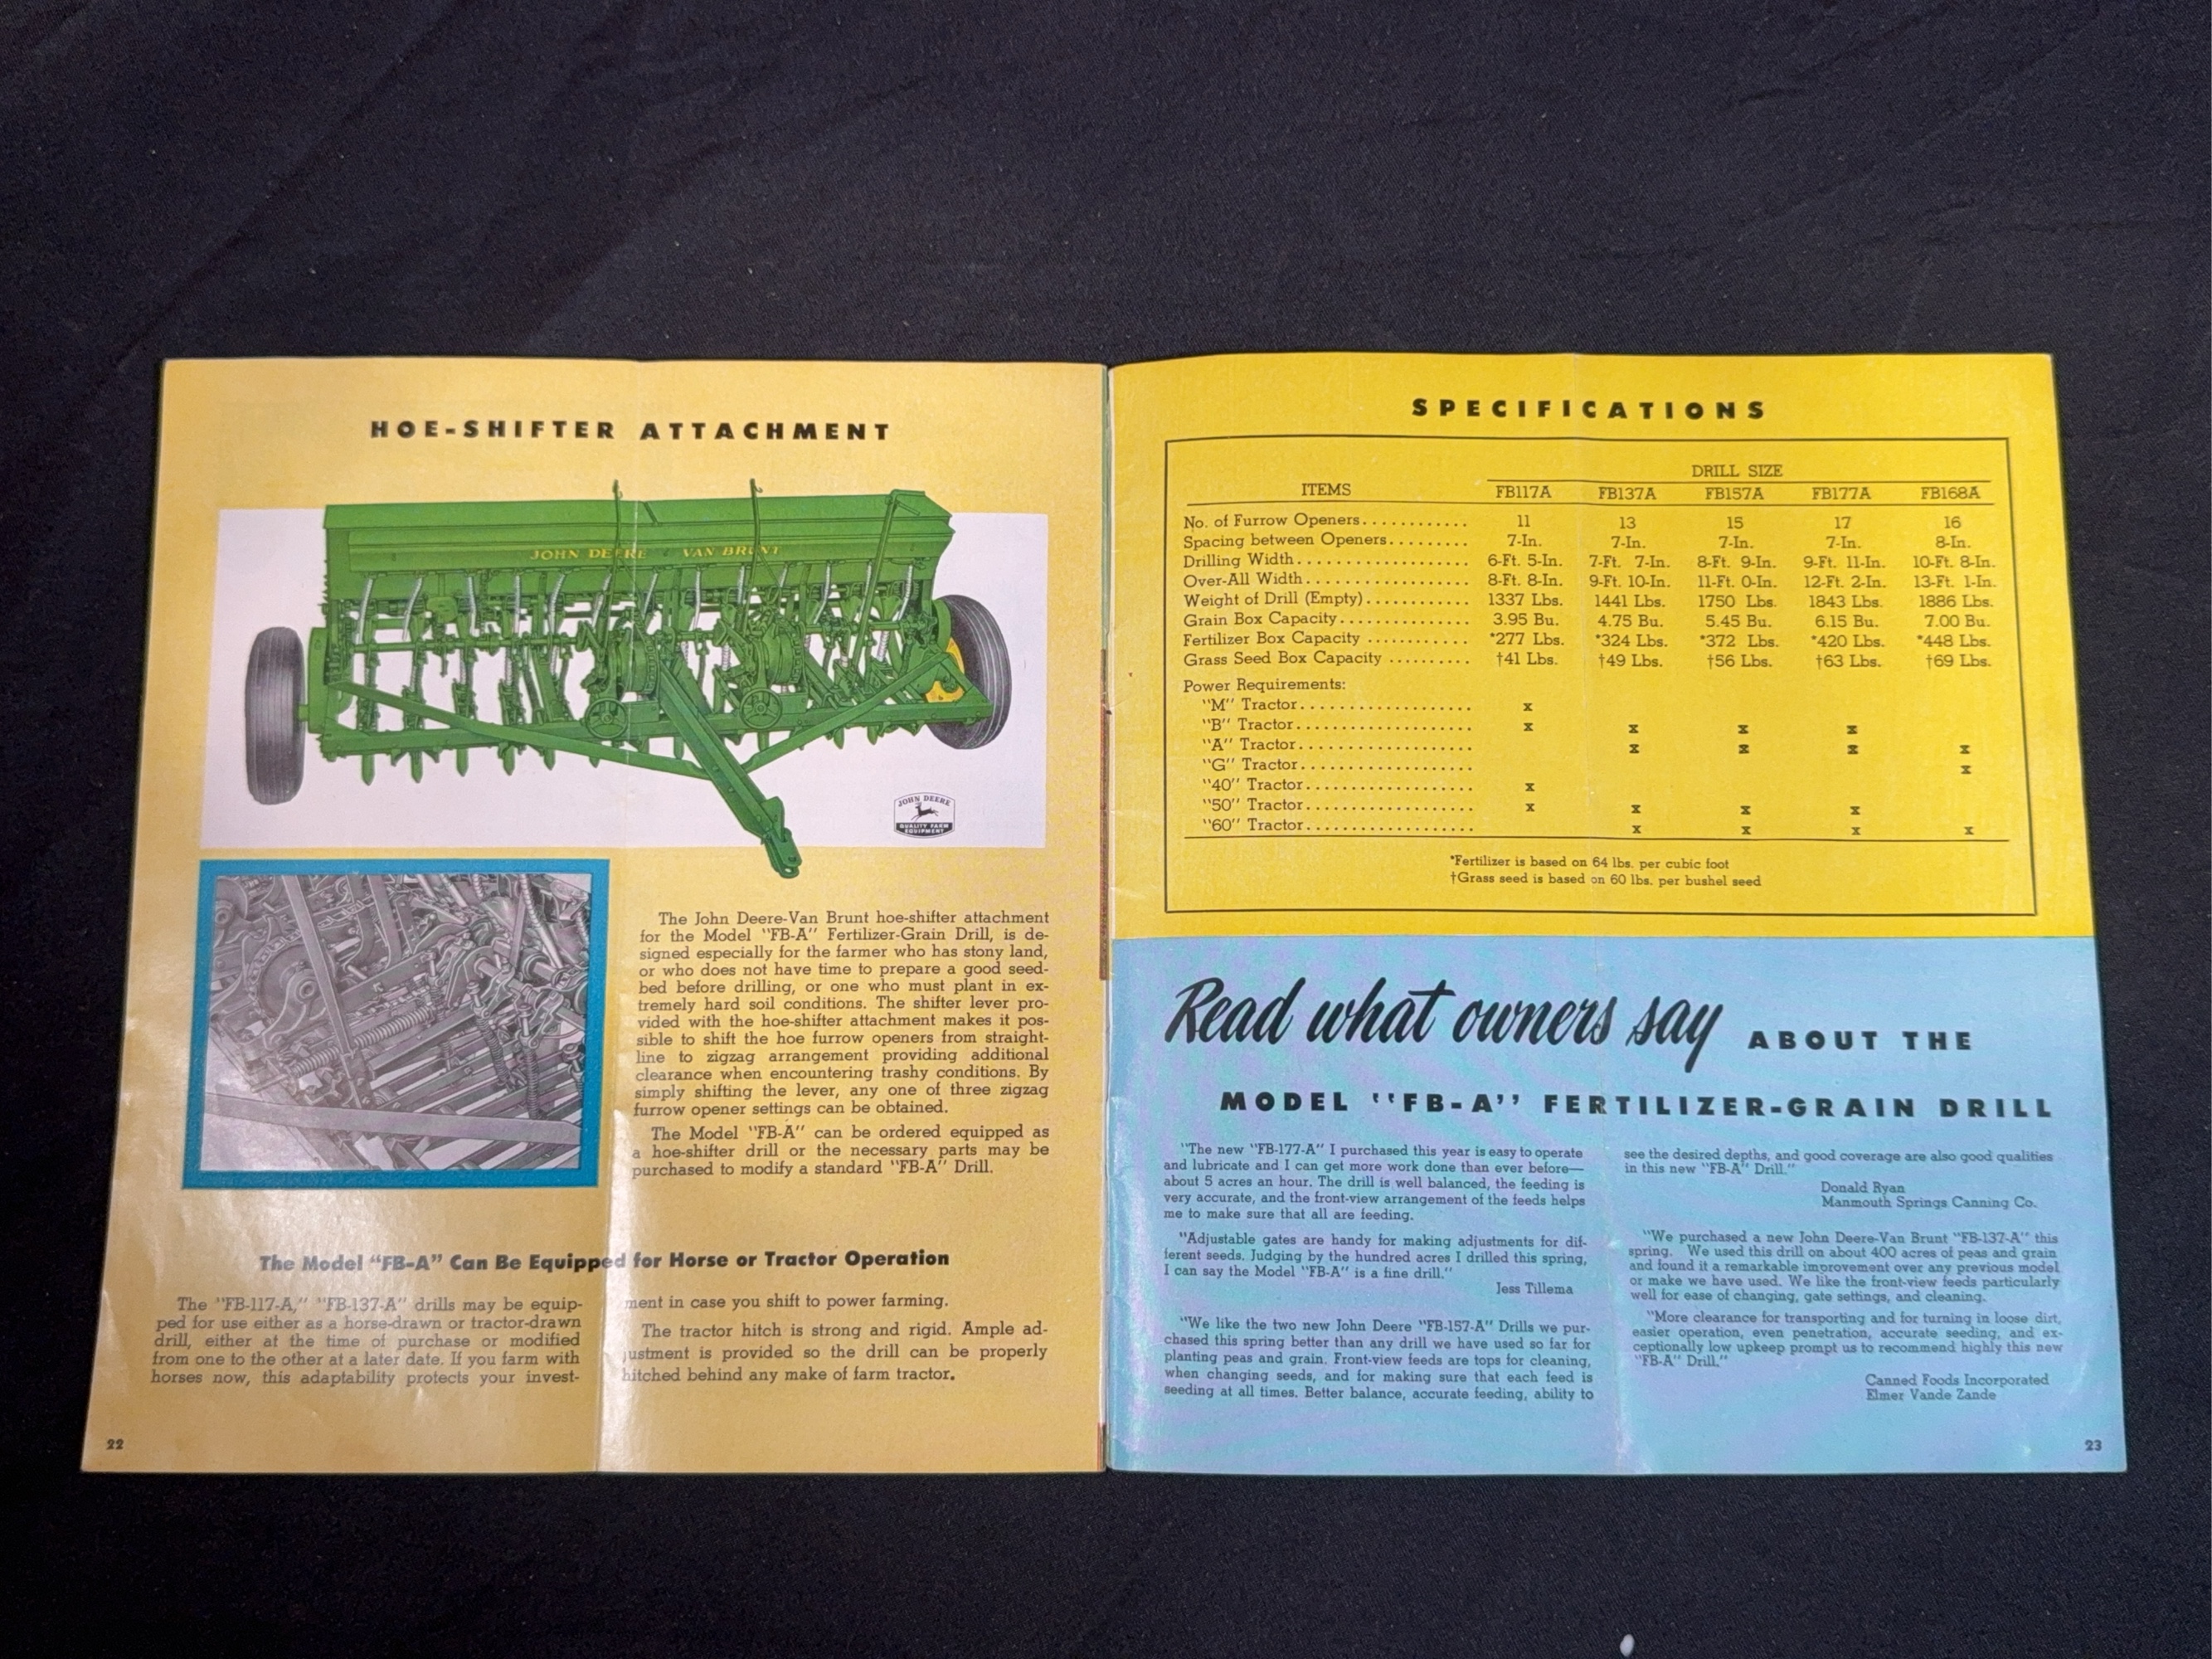 HOE-SHIFTER ATTACHMENT
JOHN DEERE VAN BRUNT
JOHN DEERE
QUALITY FARM
EQUIPMENT
The John Deere-Van Brunt hoe-shifter attachment
for the Model "FB-A" Fertilizer-Grain Drill, is de-
signed especially for the farmer who has stony land,
or who does not have time to prepare a good seed-
bed before drilling, or one who must plant in ex-
tremely hard soil conditions. The shifter lever pro-
vided with the hoe-shifter attachment makes it pos-
sible to shift the hoe furrow openers from straight-
line to zigzag arrangement providing additional
clearance when encountering trashy conditions. By
simply shifting the lever, any one of three zigzag
furrow opener settings can be obtained.
The Model "FB-A" can be ordered equipped as
a hoe-shifter drill or the necessary parts may be
purchased to modify a standard "FB-A" Drill.
The Model "FB-A" Can Be Equipped for Horse or Tractor Operation
The "FB-117-A," "FB-137-A" drills may be equip-
ped for use either as a horse-drawn or tractor-drawn
drill, either at the time of purchase or modified
from one to the other at a later date. If you farm with
horses now, this adaptability protects your invest-
ment in case you shift to power farming.
The tractor hitch is strong and rigid. Ample ad-
justment is provided so the drill can be properly
hitched behind any make of farm tractor.
22
SPECIFICATIONS
DRILL SIZE
ITEMS FB117A FB137A FB157A FB177A FB168A
No. of Furrow Openers............ 11 13 15 17 16
Spacing between Openers......... 7-In. 7-In. 7-In. 7-In. 8-In.
Drilling Width................... 6-Ft. 5-In. 7-Ft. 7-In. 8-Ft. 9-In. 9-Ft. 11-In. 10-Ft. 8-In.
Over-All Width.................. 8-Ft. 8-In. 9-Ft. 10-In. 11-Ft. 0-In. 12-Ft. 2-In. 13-Ft. 1-In.
Weight of Drill (Empty)............ 1337 Lbs. 1441 Lbs. 1750 Lbs. 1843 Lbs. 1886 Lbs.
Grain Box Capacity............... 3.95 Bu. 4.75 Bu. 5.45 Bu. 6.15 Bu. 7.00 Bu.
Fertilizer Box Capacity ............ *277 Lbs. *324 Lbs. *372 Lbs. *420 Lbs. *448 Lbs.
Grass Seed Box Capacity .......... †41 Lbs. †49 Lbs. †56 Lbs. †63 Lbs. †69 Lbs.
Power Requirements:
"M" Tractor.................... x
"B" Tractor.................... x x x x
"A" Tractor.................... x x x x
"G" Tractor.................... x
"40" Tractor................... x
"50" Tractor................... x x x x
"60" Tractor................... x x x x
*Fertilizer is based on 64 lbs. per cubic foot
†Grass seed is based on 60 lbs. per bushel seed
Read what owners say ABOUT THE
MODEL "FB-A" FERTILIZER-GRAIN DRILL
"The new "FB-177-A" I purchased this year is easy to operate
and lubricate and I can get more work done than ever before—
about 5 acres an hour. The drill is well balanced, the feeding is
very accurate, and the front-view arrangement of the feeds helps
me to make sure that all are feeding.
"Adjustable gates are handy for making adjustments for dif-
ferent seeds. Judging by the hundred acres I drilled this spring,
I can say the Model "FB-A" is a fine drill."
Jess Tillema
"We like the two new John Deere "FB-157-A" Drills we pur-
chased this spring better than any drill we have used so far for
planting peas and grain. Front-view feeds are tops for cleaning,
when changing seeds, and for making sure that each feed is
seeding at all times. Better balance, accurate feeding, ability to
see the desired depths, and good coverage are also good qualities
in this new "FB-A" Drill."
Donald Ryan
Manmouth Springs Canning Co.
"We purchased a new John Deere-Van Brunt "FB-137-A" this
spring. We used this drill on about 400 acres of peas and grain
and found it a remarkable improvement over any previous model
or make we have used. We like the front-view feeds particularly
well for ease of changing, gate settings, and cleaning.
"More clearance for transporting and for turning in loose dirt,
easier operation, even penetration, accurate seeding, and ex-
ceptionally low upkeep prompt us to recommend highly this new
"FB-A" Drill."
Canned Foods Incorporated
Elmer Vande Zande
23